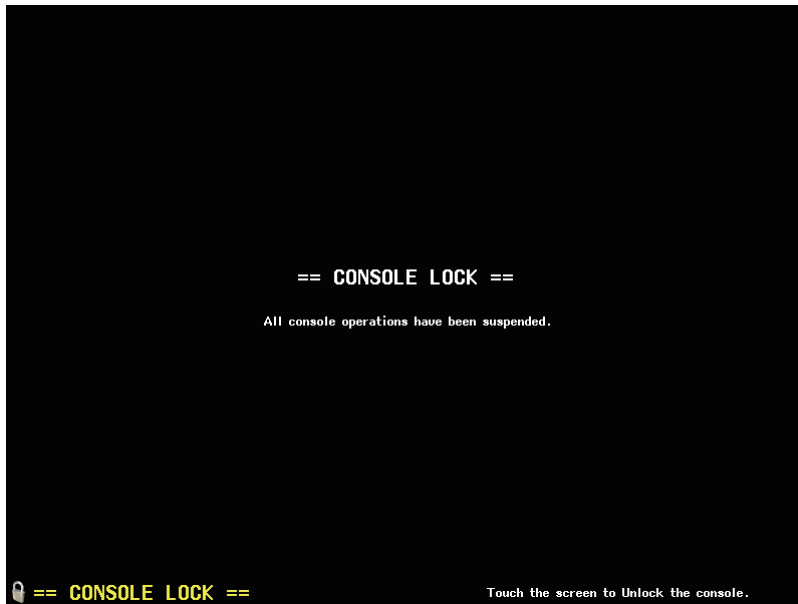 == CONSOLE LOCK ==
All console operations have been suspended.
== CONSOLE LOCK ==
Touch the screen to Unlock the console.